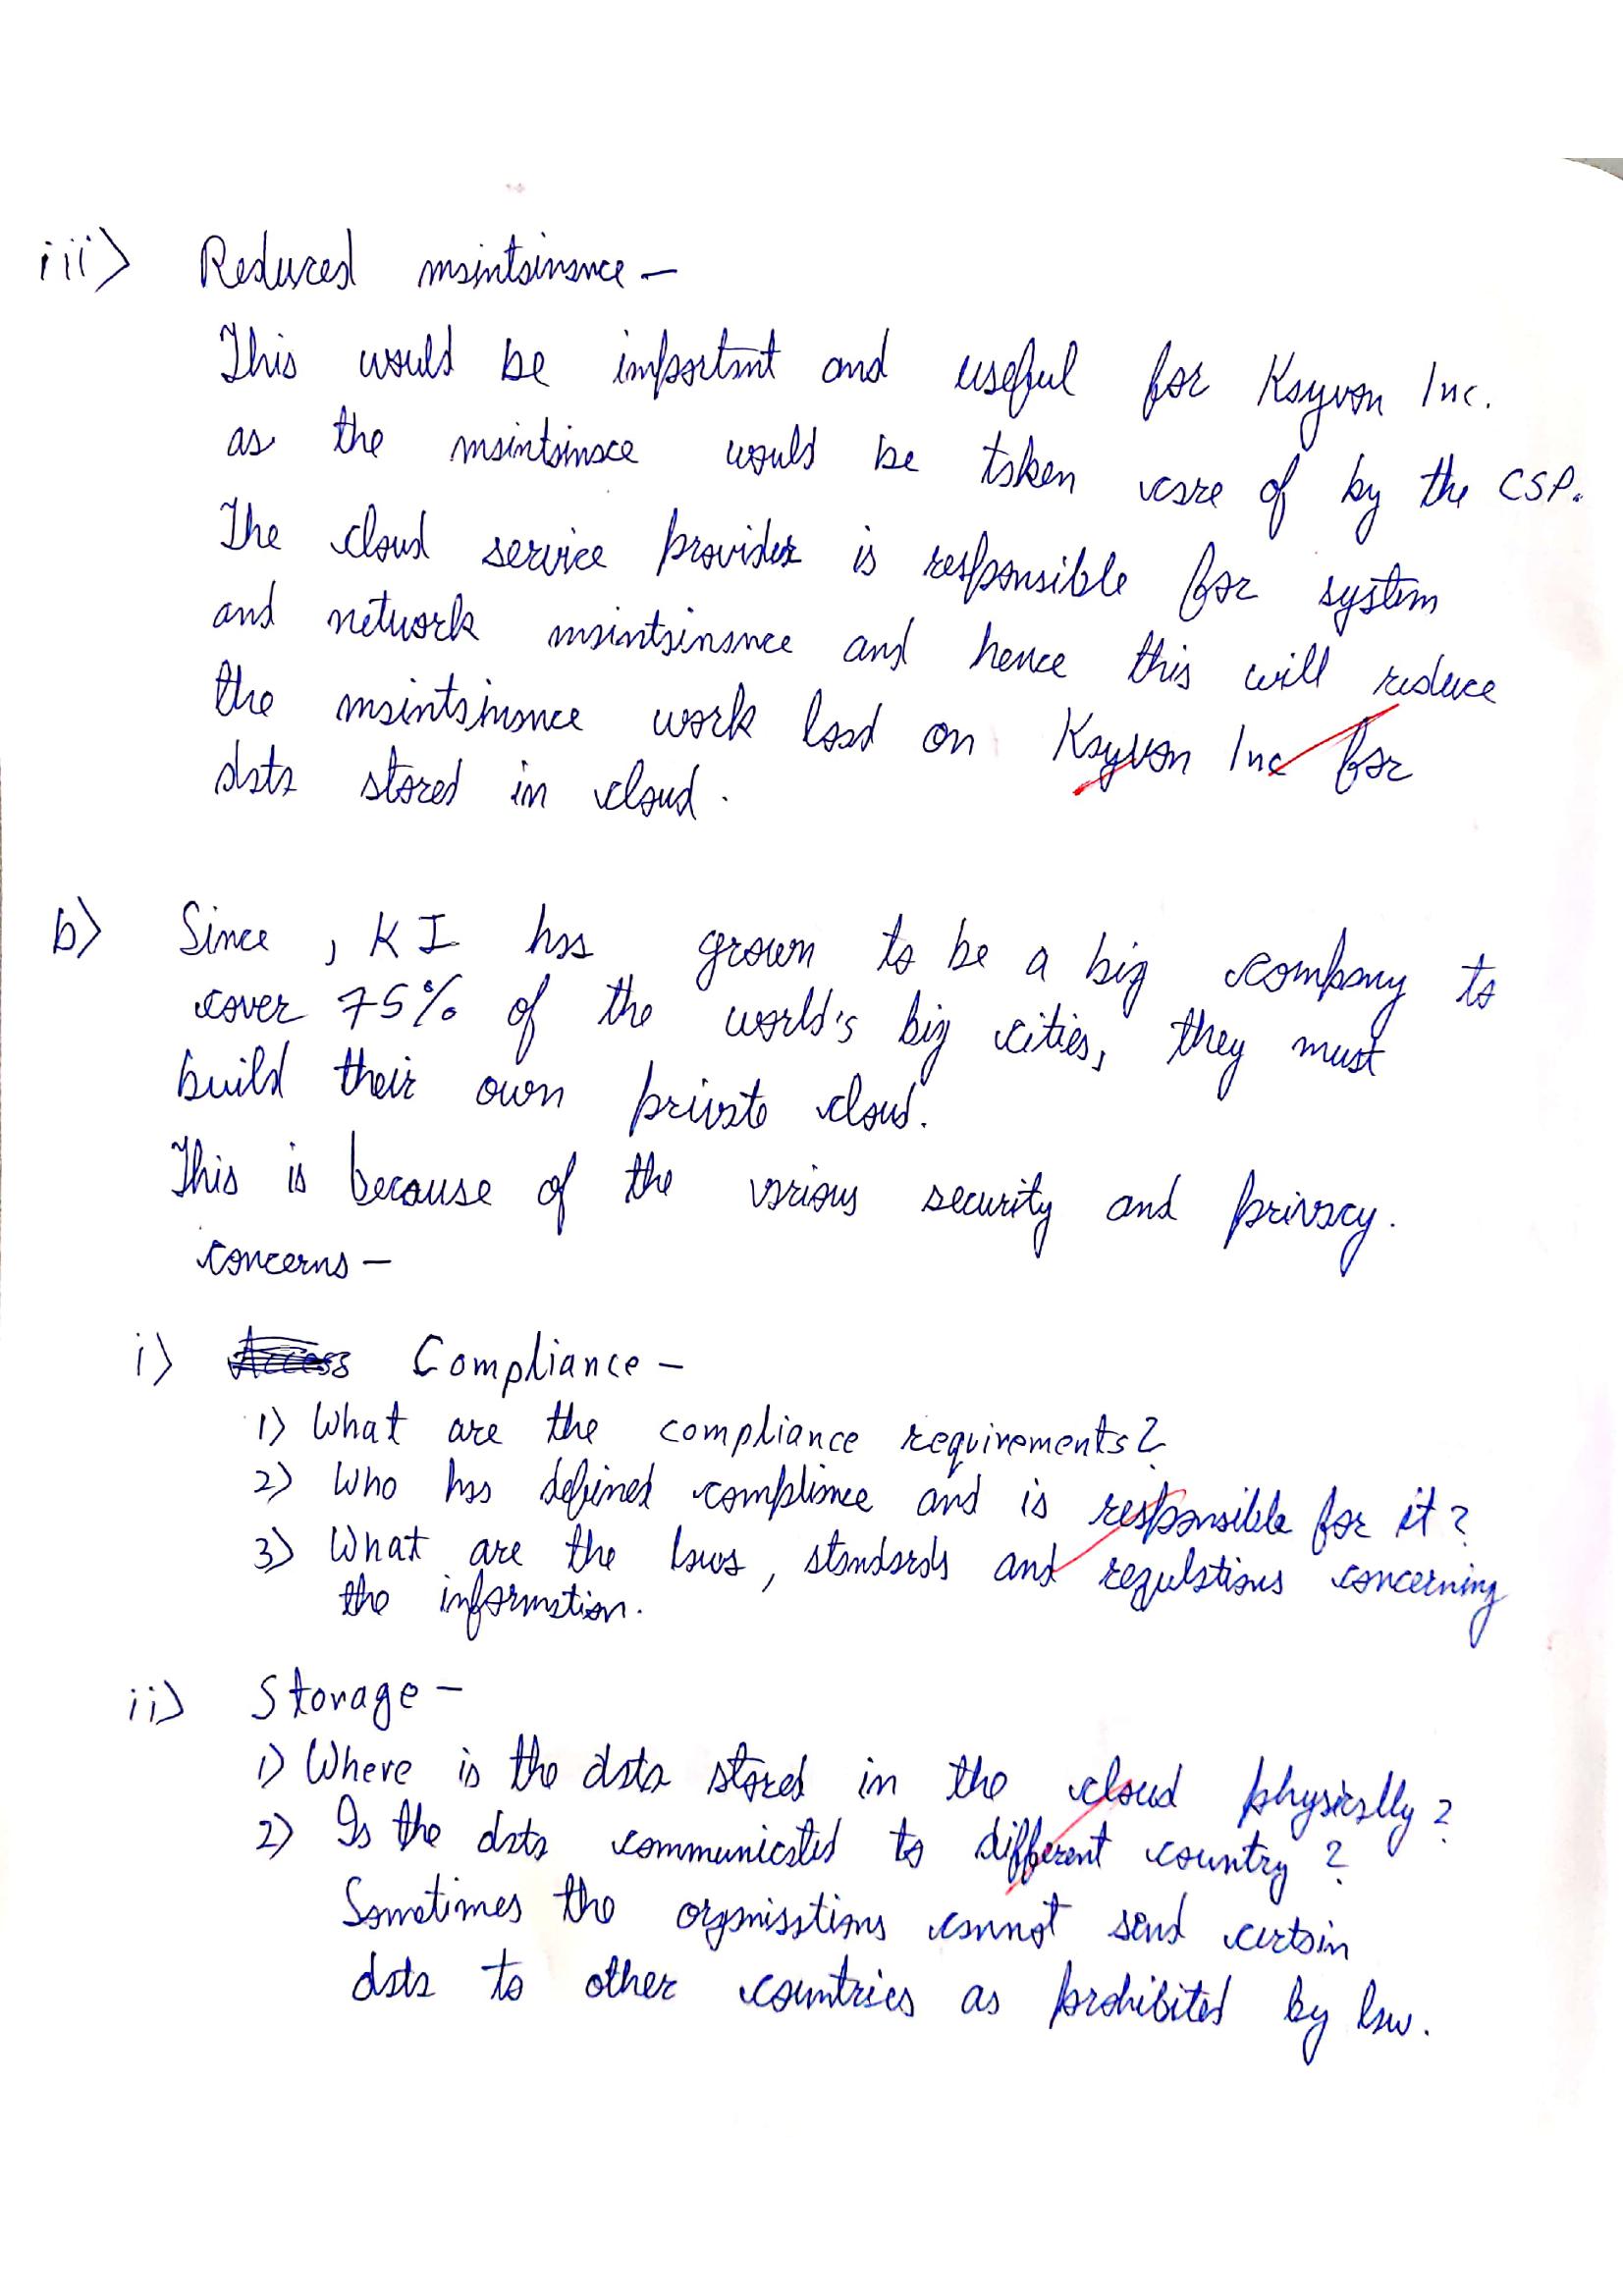 iii) Reduced maintainance -
This would be important and useful for Kayvon Inc.
as the maintainace would be taken care of by the CSP.
The cloud service provider is responsible for system
and network maintainance and hence this will reduce
the maintainance work load on Kayvon Inc for
data stored in cloud.
b) Since, KI has grown to be a big company to
cover 75% of the world's big cities, they must
build their own private cloud.
This is because of the various security and privacy.
concerns -
i) Access Compliance -
1) What are the compliance requirements?
2) Who has defined compliance and is responsible for it?
3) What are the laws, standards and regulations concerning
the information.
ii) Storage -
1) Where is the data stored in the cloud physically?
2) Is the data communicated to different country?
Sometimes the organisations cannot send certain
data to other countries as prohibited by law.